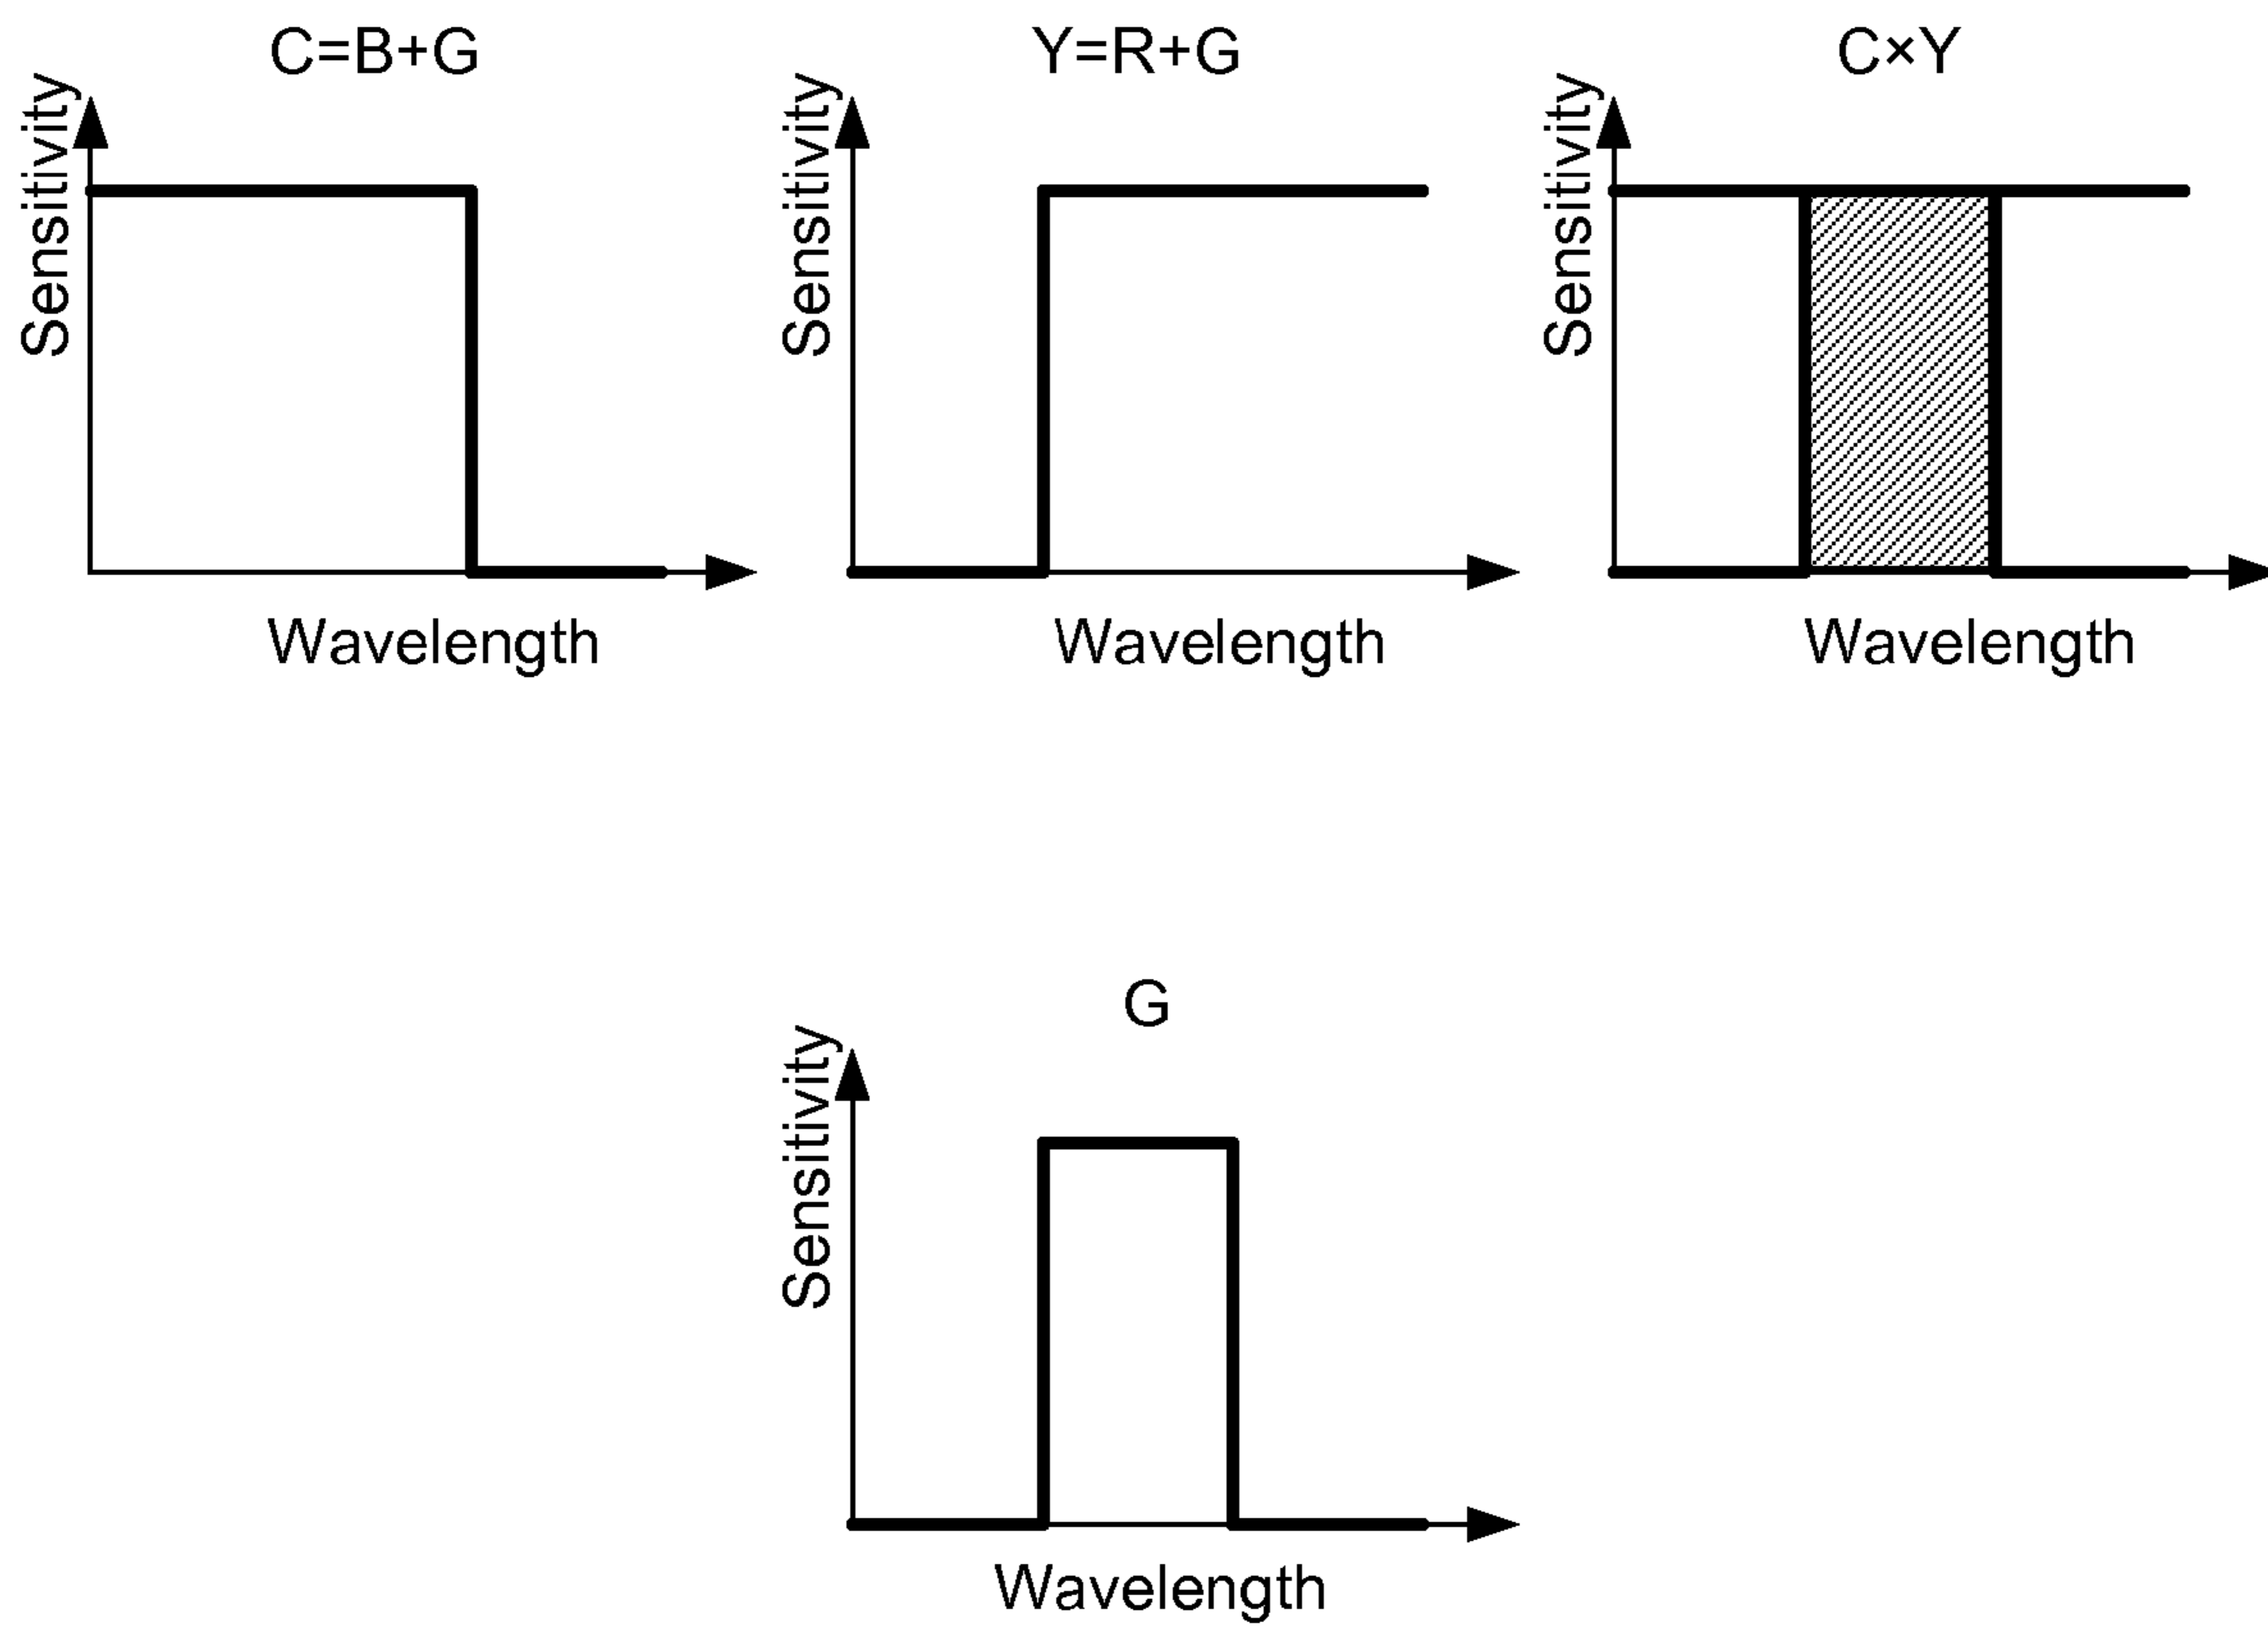 C=B+G
Sensitivity
Wavelength
Y=R+G
Sensitivity
Wavelength
C×Y
Sensitivity
Wavelength
G
Sensitivity
Wavelength